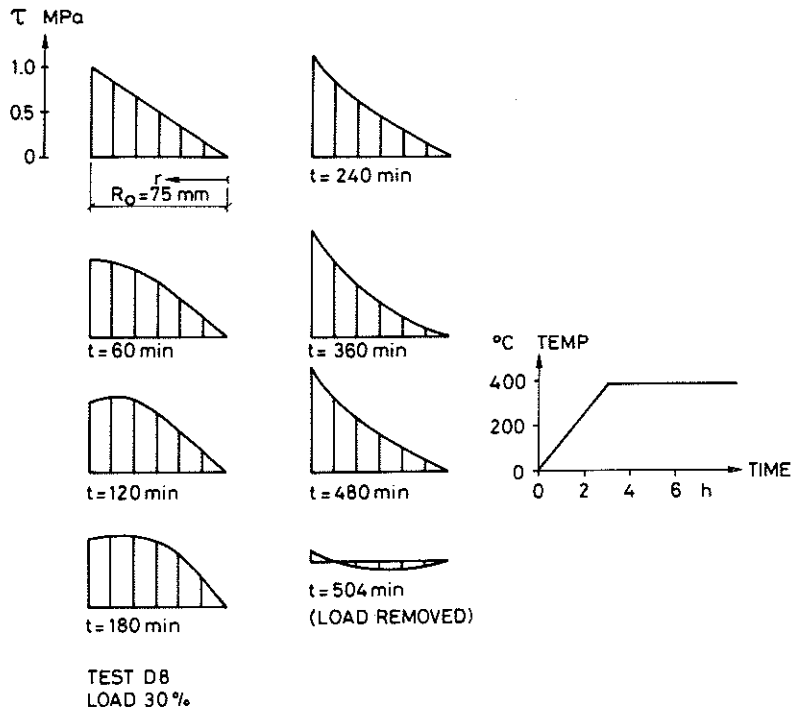 τ MPa
1.0
0.5
0
r
R₀=75 mm
t=60 min
t=120 min
t=180 min
TEST D8
LOAD 30%
t=240 min
t=360 min
t=480 min
t=504 min
(LOAD REMOVED)
°C TEMP
400
200
0
0 2 4 6 h
TIME